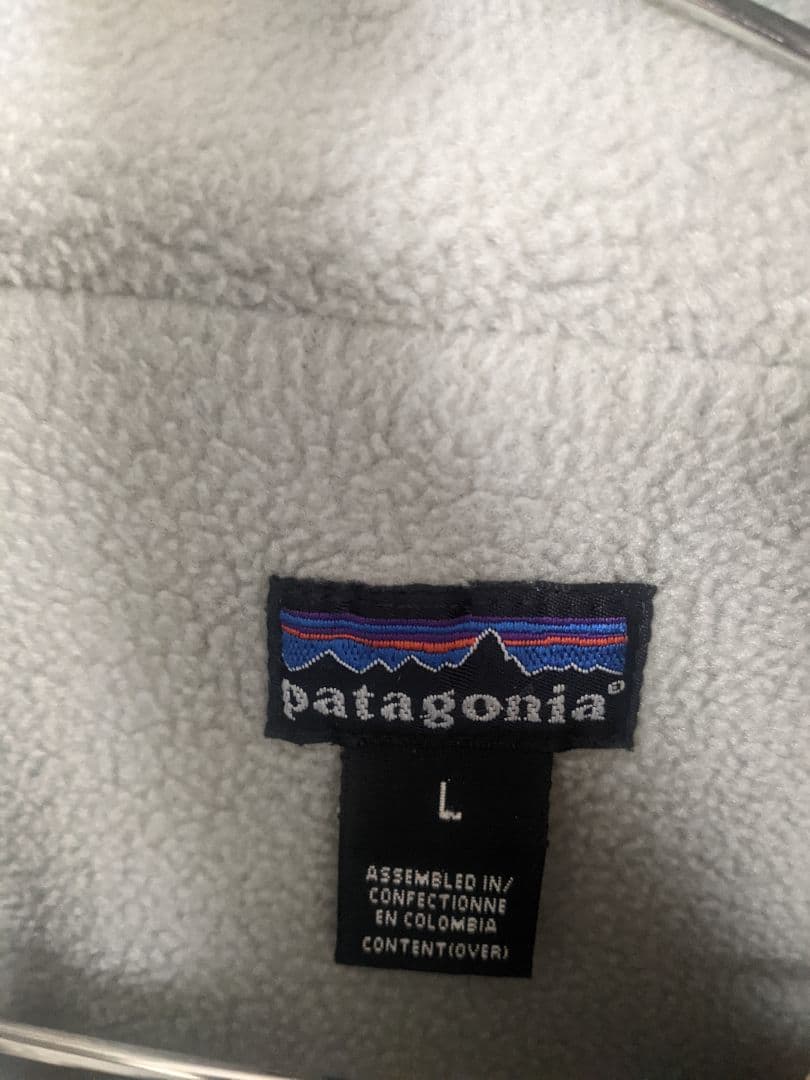 patagonia®
L
ASSEMBLED IN/
CONFECTIONNE
EN COLOMBIA
CONTENT(OVER)